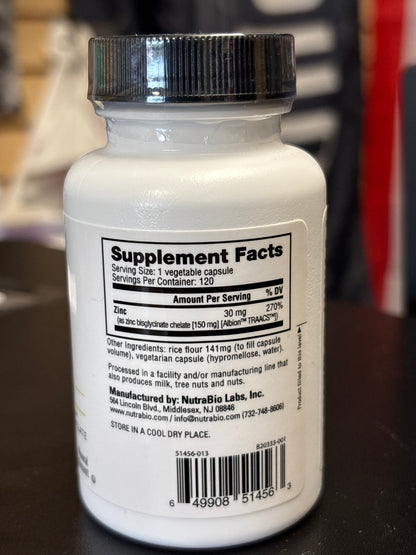 Supplement Facts
Serving Size: 1 vegetable capsule
Servings Per Container: 120
Amount Per Serving % DV
Zinc 30 mg 270%
(as zinc bisglycinate chelate [150 mg] [Albion™ TRAACS™])
Other Ingredients: rice flour 141mg (to fill capsule
volume), vegetarian capsule (hypromellose, water).
Processed in a facility and/or manufacturing line that
also produces milk, tree nuts and nuts.
Manufactured by: NutraBio Labs, Inc.
564 Lincoln Blvd., Middlesex, NJ 08846
www.nutrabio.com / info@nutrabio.com (732-748-8606)
STORE IN A COOL DRY PLACE.
Product filled to this level
51456-013 B20333-001
6 49908 51456 3